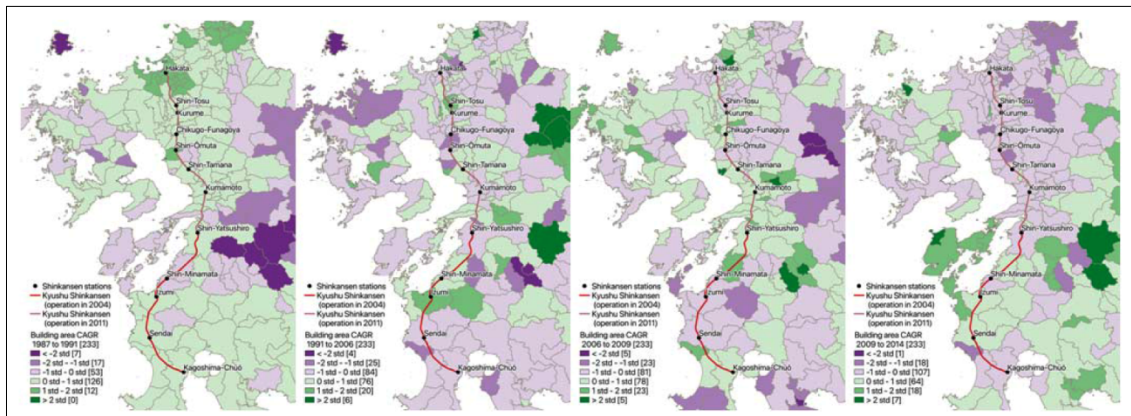 Hakata
Shin-Tosu
Kurume
Chikugo-Funagoya
Shin-Ōmuta
Shin-Tamana
Kumamoto
Shin-Yatsushiro
Shin-Minamata
Izumi
Sendai
Kagoshima-Chuō
Shinkansen stations
Kyushu Shinkansen
(operation in 2004)
Kyushu Shinkansen
(operation in 2011)
Building area CAGR
1987 to 1991 [233]
< -2 std [7]
-2 std - -1 std [17]
-1 std - 0 std [53]
0 std - 1 std [126]
1 std - 2 std [12]
> 2 std [0]
Hakata
Shin-Tosu
Kurume
Chikugo-Funagoya
Shin-Ōmuta
Shin-Tamana
Kumamoto
Shin-Yatsushiro
Shin-Minamata
Izumi
Sendai
Kagoshima-Chuō
Shinkansen stations
Kyushu Shinkansen
(operation in 2004)
Kyushu Shinkansen
(operation in 2011)
Building area CAGR
1991 to 2006 [233]
< -2 std [4]
-2 std - -1 std [25]
-1 std - 0 std [84]
0 std - 1 std [76]
1 std - 2 std [20]
> 2 std [6]
Hakata
Shin-Tosu
Kurume
Chikugo-Funagoya
Shin-Ōmuta
Shin-Tamana
Kumamoto
Shin-Yatsushiro
Shin-Minamata
Izumi
Sendai
Kagoshima-Chuō
Shinkansen stations
Kyushu Shinkansen
(operation in 2004)
Kyushu Shinkansen
(operation in 2011)
Building area CAGR
2006 to 2009 [233]
< -2 std [5]
-2 std - -1 std [23]
-1 std - 0 std [81]
0 std - 1 std [78]
1 std - 2 std [23]
> 2 std [5]
Hakata
Shin-Tosu
Kurume
Chikugo-Funagoya
Shin-Ōmuta
Shin-Tamana
Kumamoto
Shin-Yatsushiro
Shin-Minamata
Izumi
Sendai
Kagoshima-Chuō
Shinkansen stations
Kyushu Shinkansen
(operation in 2004)
Kyushu Shinkansen
(operation in 2011)
Building area CAGR
2009 to 2014 [233]
< -2 std [1]
-2 std - -1 std [18]
-1 std - 0 std [107]
0 std - 1 std [64]
1 std - 2 std [18]
> 2 std [7]